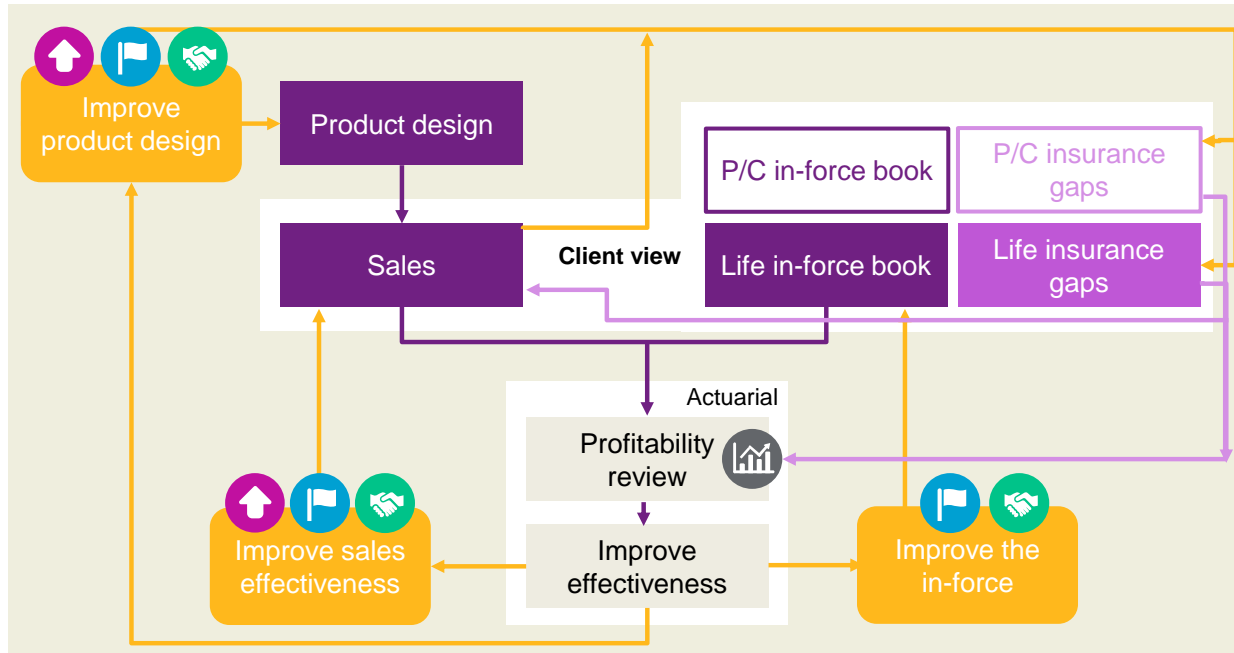 Improve
product design
Product design
P/C in-force book
P/C insurance
gaps
Sales
Client view
Life in-force book
Life insurance
gaps
Actuarial
Profitability
review
Improve sales
effectiveness
Improve
effectiveness
Improve the
in-force